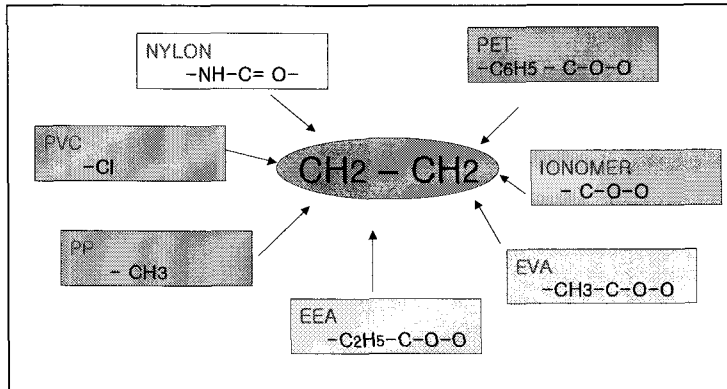 NYLON
-NH-C= O-
PET
-C6H5 - C-O-O
PVC
-Cl
CH2 - CH2
IONOMER
- C-O-O
PP
- CH3
EVA
-CH3-C-O-O
EEA
-C2H5-C-O-O